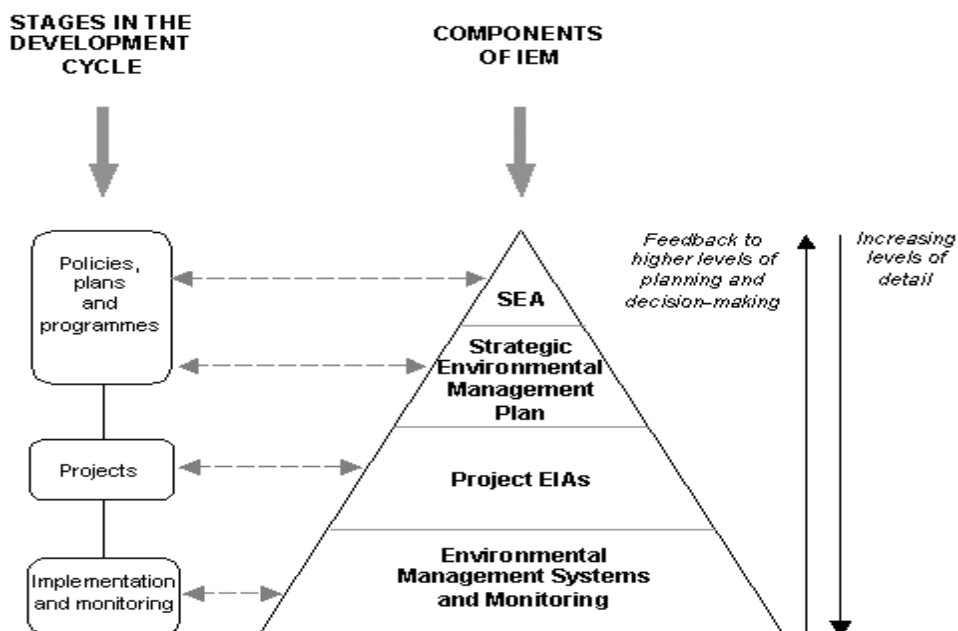 STAGES IN THE
DEVELOPMENT
CYCLE
COMPONENTS
OF IEM
Policies,
plans
and
programmes
Projects
Implementation
and monitoring
SEA
Strategic
Environmental
Management
Plan
Project EIAs
Environmental
Management Systems
and Monitoring
Feedback to
higher levels of
planning and
decision-making
Increasing
levels of
detail